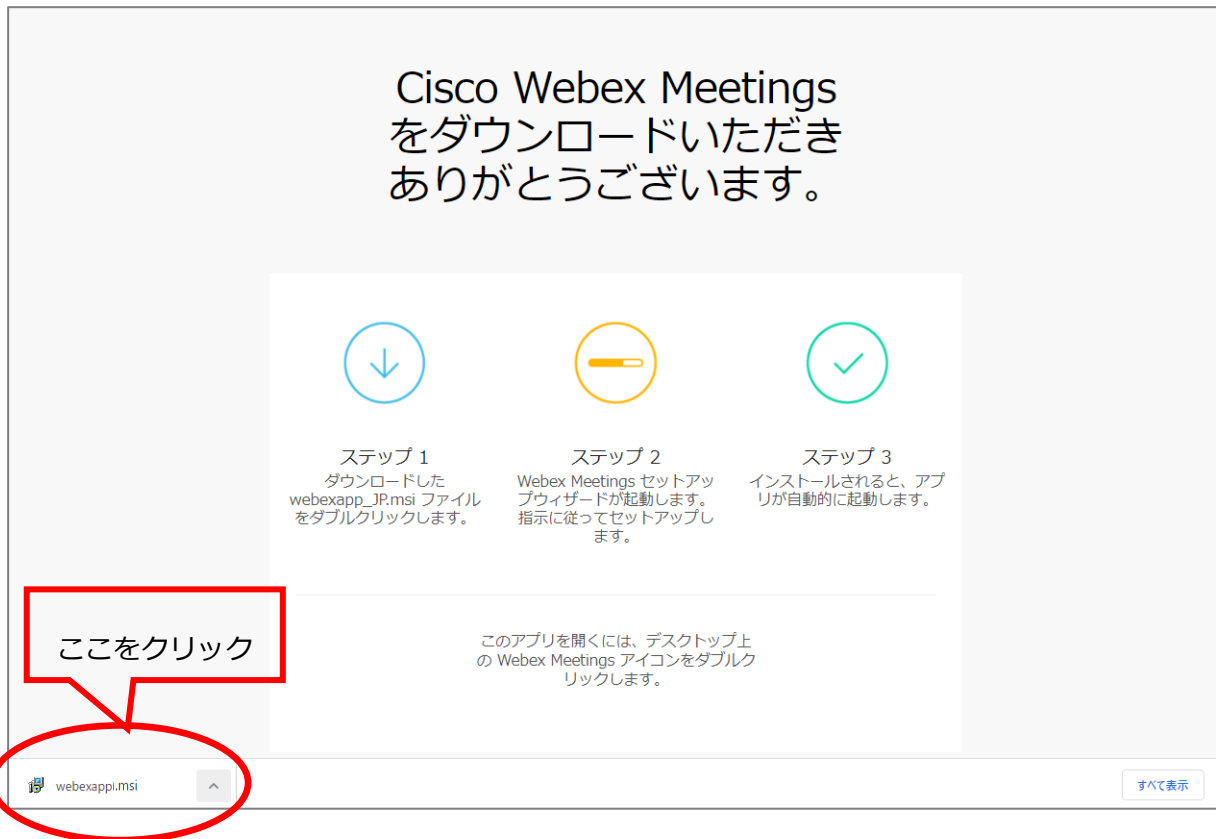 Cisco Webex Meetings
をダウンロードいただき
ありがとうございます。
ステップ 1
ダウンロードした
webexapp_JP.msi ファイル
をダブルクリックします。
ステップ 2
Webex Meetings セットアッ
プウィザードが起動します。
指示に従ってセットアップし
ます。
ステップ 3
インストールされると、アプ
リが自動的に起動します。
ここをクリック
このアプリを開くには、デスクトップ上
の Webex Meetings アイコンをダブルク
リックします。
webexappı.msi
すべて表示